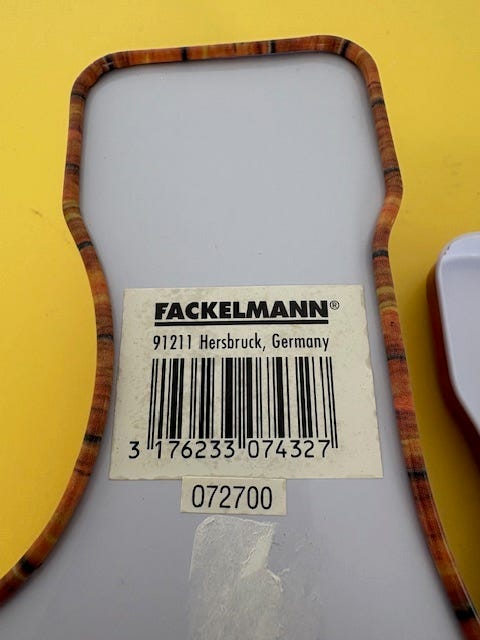 FACKELMANN®
91211 Hersbruck, Germany
3 176233 074327
072700